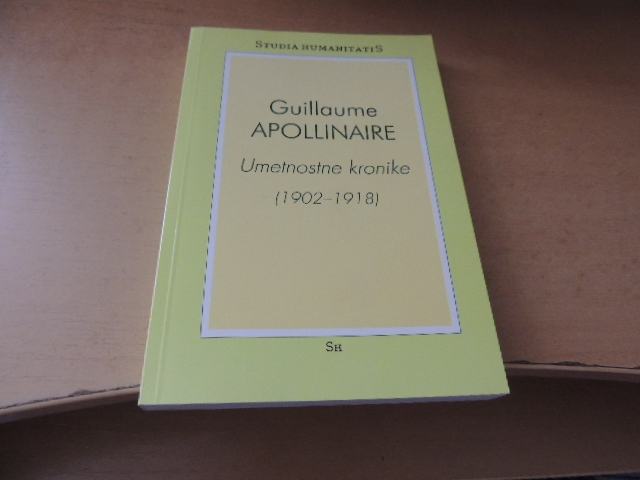 STUDIA HUMANITATIS
Guillaume
APOLLINAIRE
Umetnostne kronike
(1902–1918)
SH